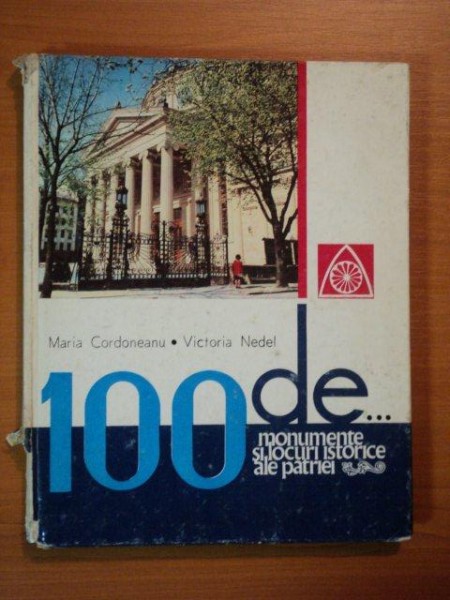 Maria Cordoneanu • Victoria Nedel
100 de...
monumente
și locuri istorice
ale patriei